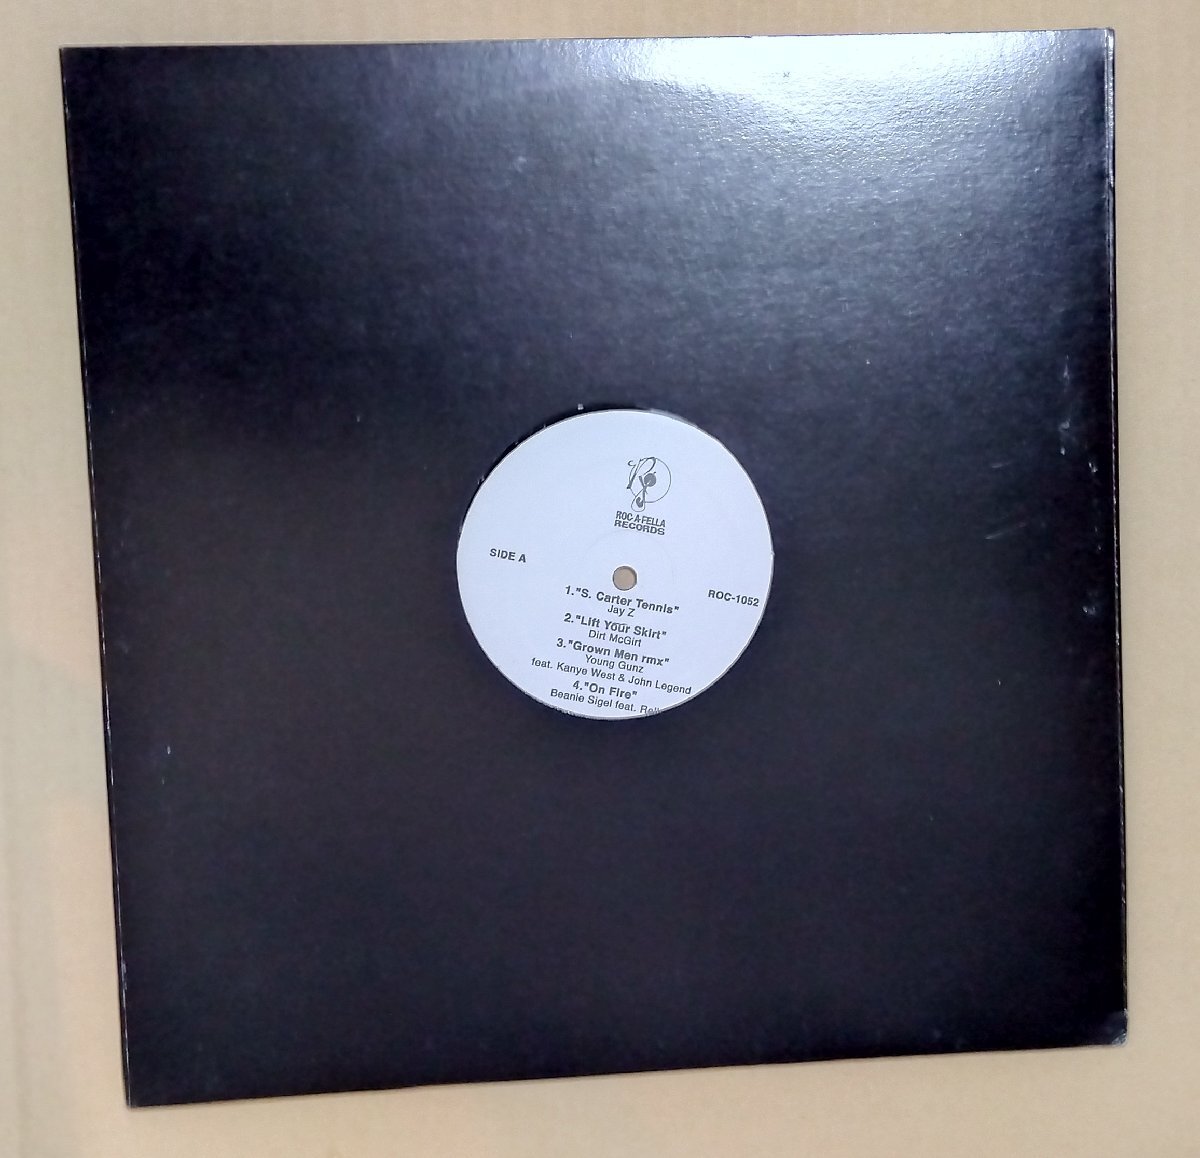 ROC-A-FELLA
RECORDS
SIDE A
ROC-1052
1."S. Carter Tennis"
Jay Z
2."Lift Your Skirt"
Dirt McGirt
3."Grown Men rmx"
Young Gunz
feat. Kanye West & John Legend
4."On Fire"
Beanie Sigel feat.